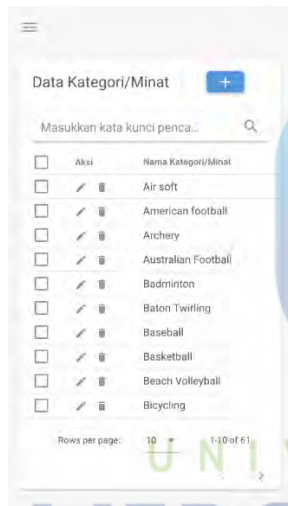 Data Kategori/Minat
+
Masukkan kata kunci penca...
Aksi Nama Kategori/Minat
Air soft
American football
Archery
Australian Football
Badminton
Baton Twirling
Baseball
Basketball
Beach Volleyball
Bicycling
Rows per page: 10 1-10 of 61
UNIV